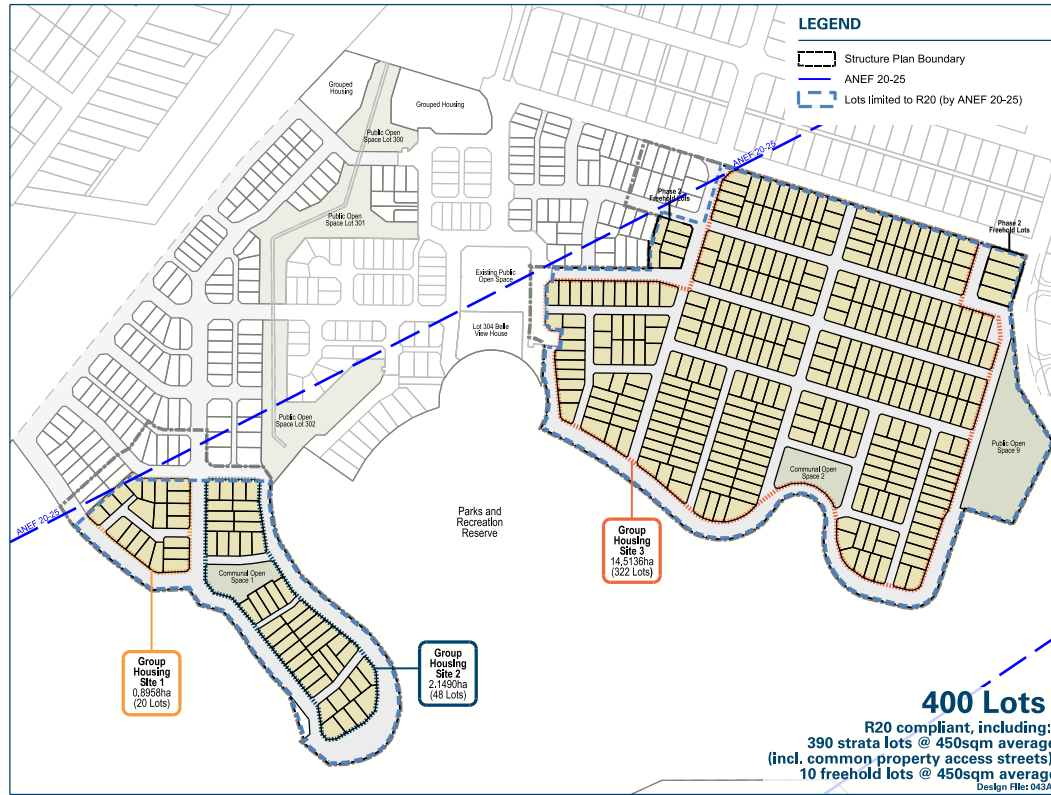 LEGEND
Structure Plan Boundary
ANEF 20-25
Lots limited to R20 (by ANEF 20-25)
Grouped
Housing
Grouped Housing
Public Open
Space Lot 300
ANEF 20-25
Phase 2
Freehold Lots
Public Open
Space Lot 301
Phase 2
Freehold Lots
Existing Public
Open Space
Lot 304 Belle
View House
Public Open
Space Lot 302
Public Open
Space 9
Communal Open
Space 2
Parks and
Recreation
Reserve
ANEF 20-25
Group
Housing
Site 3
14,5136ha
(322 Lots)
Communal Open
Space 1
Group
Housing
Site 1
0.8958ha
(20 Lots)
Group
Housing
Site 2
2.1490ha
(48 Lots)
400 Lots
R20 compliant, including:
390 strata lots @ 450sqm average
(incl. common property access streets)
10 freehold lots @ 450sqm average
Design File: 043A